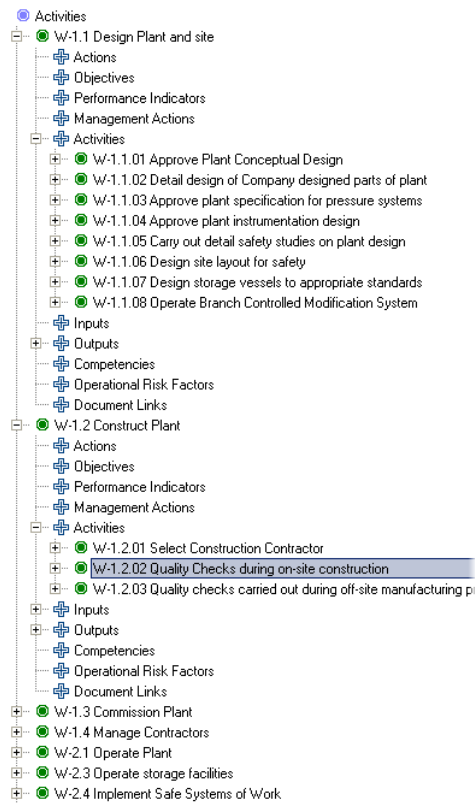 Activities
W-1.1 Design Plant and site
Actions
Objectives
Performance Indicators
Management Actions
Activities
W-1.1.01 Approve Plant Conceptual Design
W-1.1.02 Detail design of Company designed parts of plant
W-1.1.03 Approve plant specification for pressure systems
W-1.1.04 Approve plant instrumentation design
W-1.1.05 Carry out detail safety studies on plant design
W-1.1.06 Design site layout for safety
W-1.1.07 Design storage vessels to appropriate standards
W-1.1.08 Operate Branch Controlled Modification System
Inputs
Outputs
Competencies
Operational Risk Factors
Document Links
W-1.2 Construct Plant
Actions
Objectives
Performance Indicators
Management Actions
Activities
W-1.2.01 Select Construction Contractor
W-1.2.02 Quality Checks during on-site construction
W-1.2.03 Quality checks carried out during off-site manufacturing
Inputs
Outputs
Competencies
Operational Risk Factors
Document Links
W-1.3 Commission Plant
W-1.4 Manage Contractors
W-2.1 Operate Plant
W-2.3 Operate storage facilities
W-2.4 Implement Safe Systems of Work